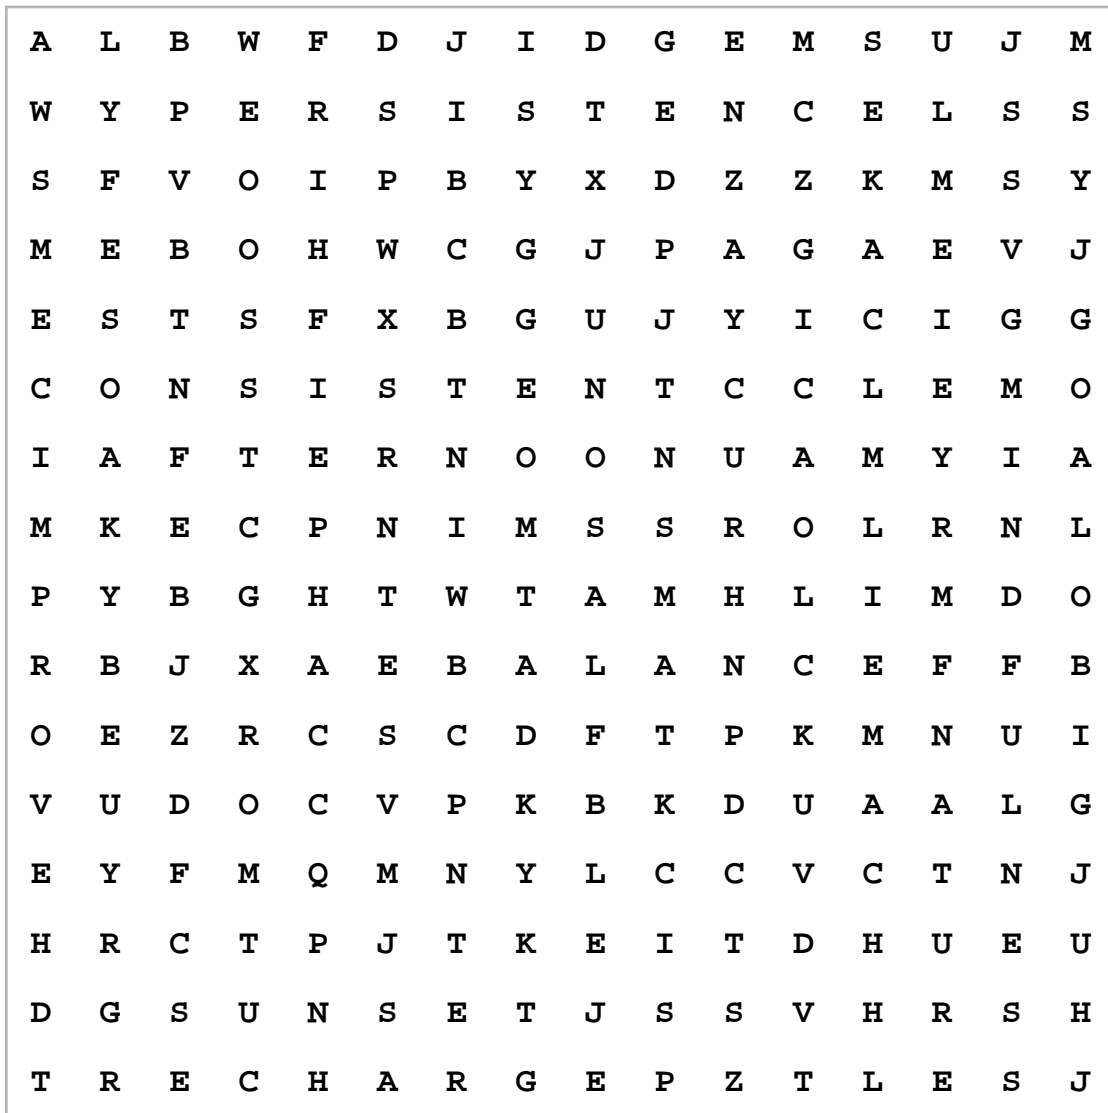 A L B W F D J I D G E M S U J M
W Y P E R S I S T E N C E L S S
S F V O I P B Y X D Z Z K M S Y
M E B O H W C G J P A G A E V J
E S T S F X B G U J Y I C I G G
C O N S I S T E N T C C L E M O
I A F T E R N O O N U A M Y I A
M K E C P N I M S S R O L R N L
P Y B G H T W T A M H L I M D O
R B J X A E B A L A N C E F F B
O E Z R C S C D F T P K M N U I
V U D O C V P K B K D U A A L G
E Y F M Q M N Y L C C V C T N J
H R C T P J T K E I T D H U E U
D G S U N S E T J S S V H R S H
T R E C H A R G E P Z T L E S J